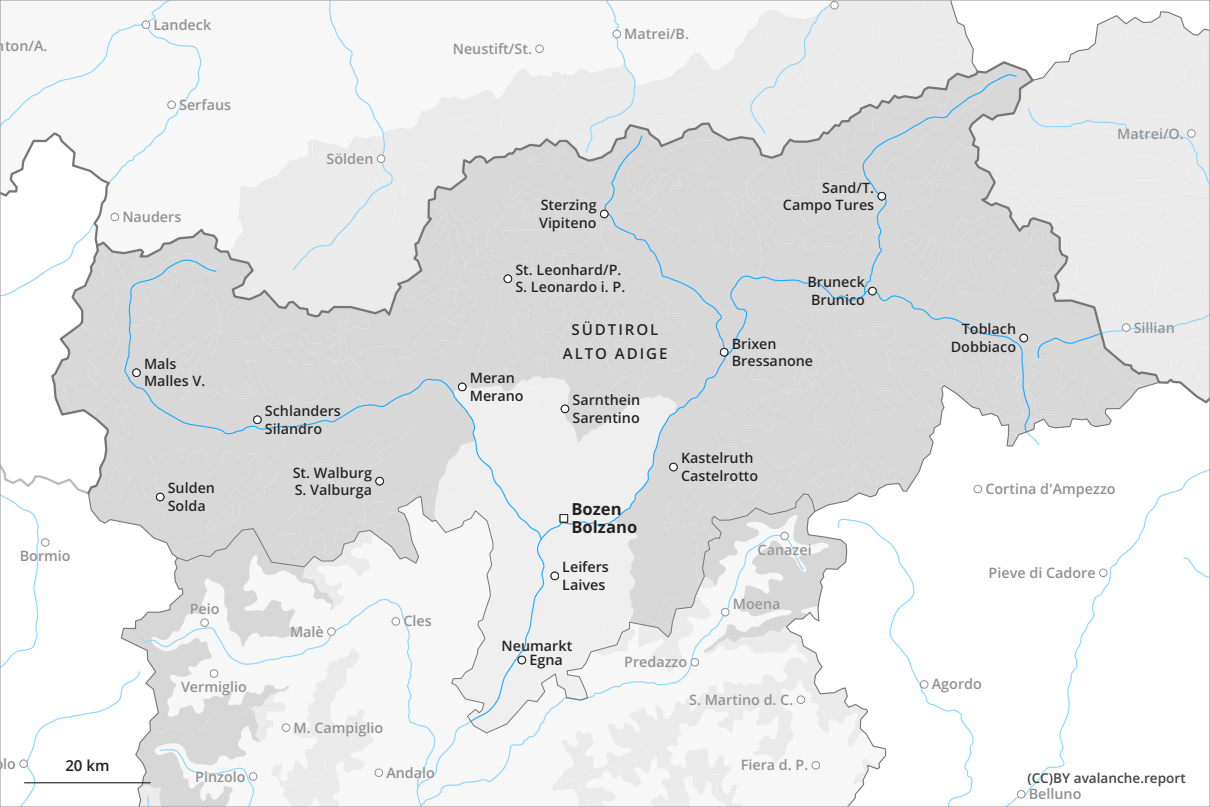 Landeck
nton/A.
Neustift/St.
Matrei/B.
Serfaus
Matrei/O.
Sölden
Nauders
Sand/T.
Campo Tures
Sterzing
Vipiteno
St. Leonhard/P.
S. Leonardo i. P.
Bruneck
Brunico
SÜDTIROL
ALTO ADIGE
Toblach
Dobbiaco
Sillian
Brixen
Bressanone
Mals
Malles V.
Meran
Merano
Sarnthein
Sarentino
Schlanders
Silandro
Kastelruth
Castelrotto
St. Walburg
S. Valburga
Sulden
Solda
Cortina d'Ampezzo
Bozen
Bolzano
Bormio
Canazei
Leifers
Laives
Pieve di Cadore
Peio
Moena
Malè
Cles
Neumarkt
Egna
Predazzo
Vermiglio
Agordo
S. Martino d. C.
M. Campiglio
20 km
olo
Pinzolo
Andalo
Fiera d. P.
(CC)BY avalanche.report
Belluno